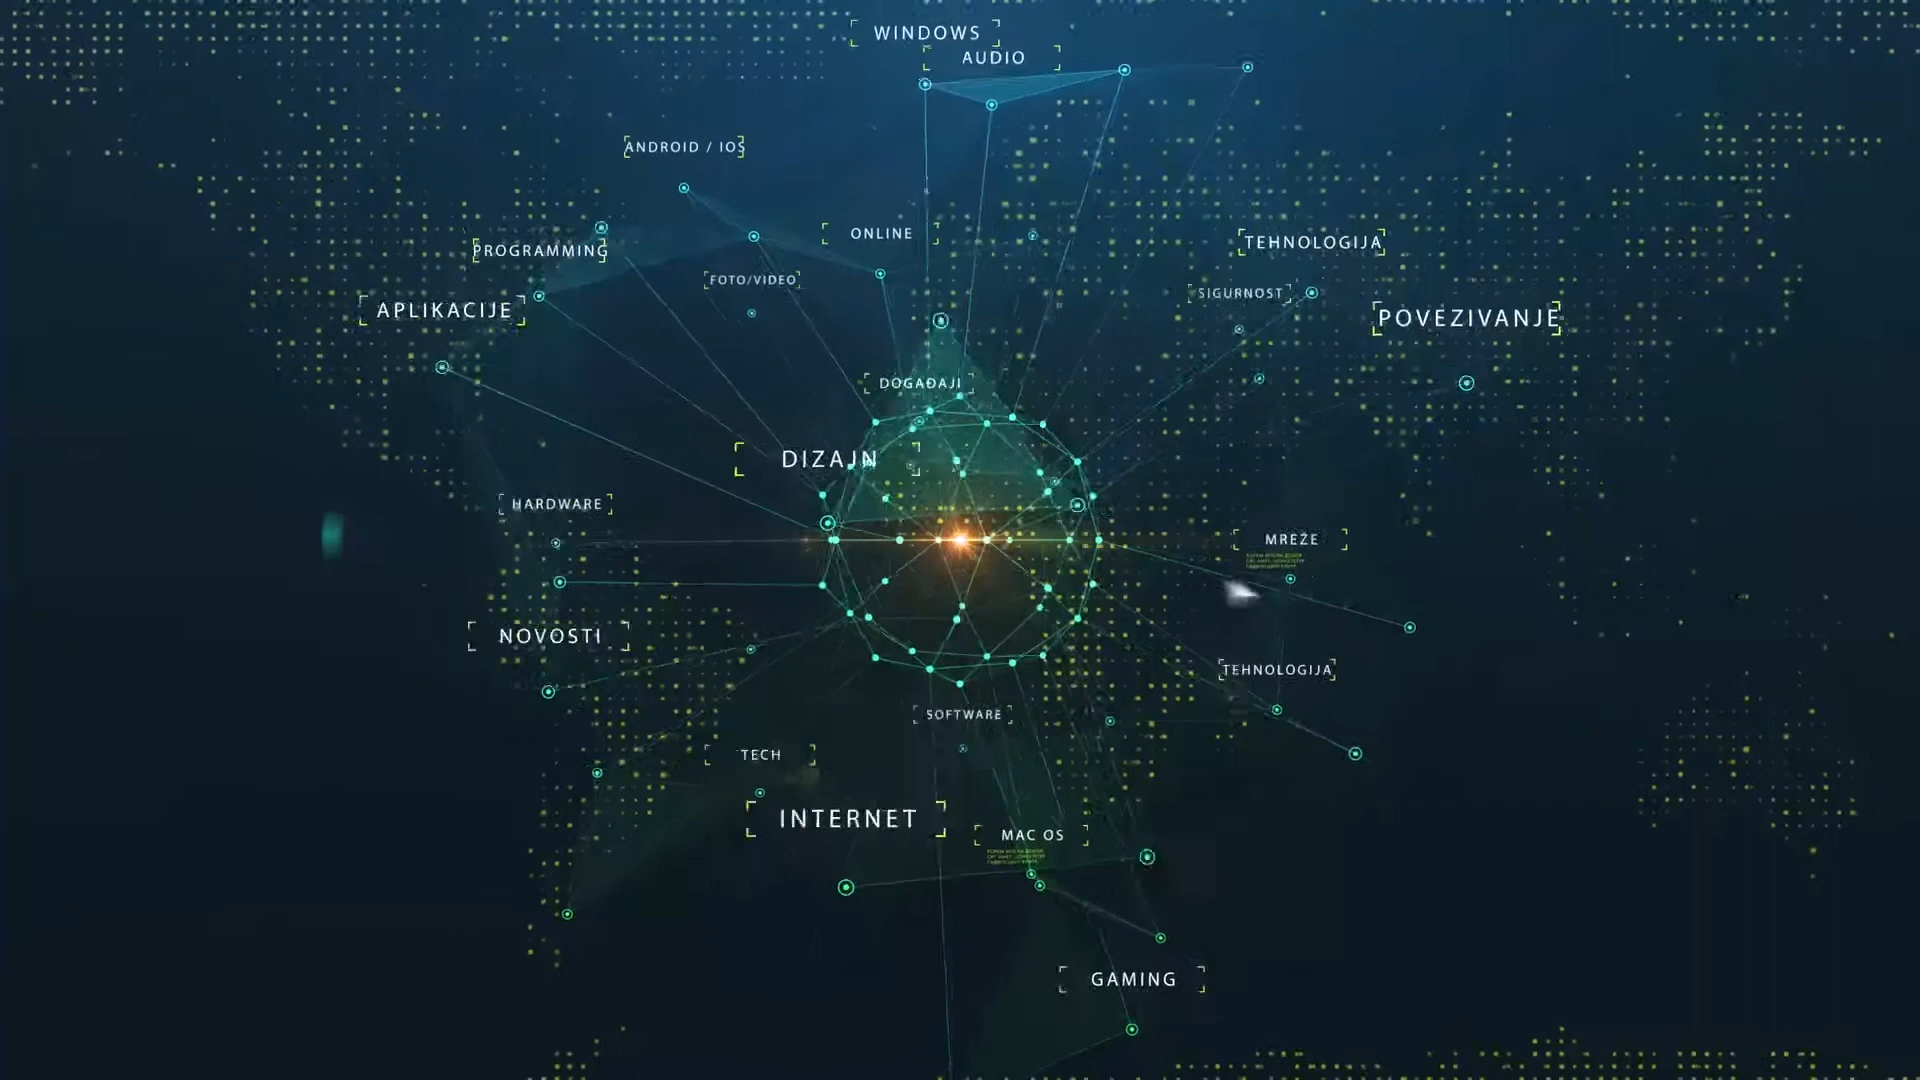 WINDOWS
AUDIO
ANDROID / IOS
ONLINE
TEHNOLOGIJA
PROGRAMMING
FOTO/VIDEO
SIGURNOST
APLIKACIJE
POVEZIVANJE
DOGAĐAJI
DIZAJN
HARDWARE
MREŽE
NOVOSTI
TEHNOLOGIJA
SOFTWARE
TECH
INTERNET
MAC OS
GAMING